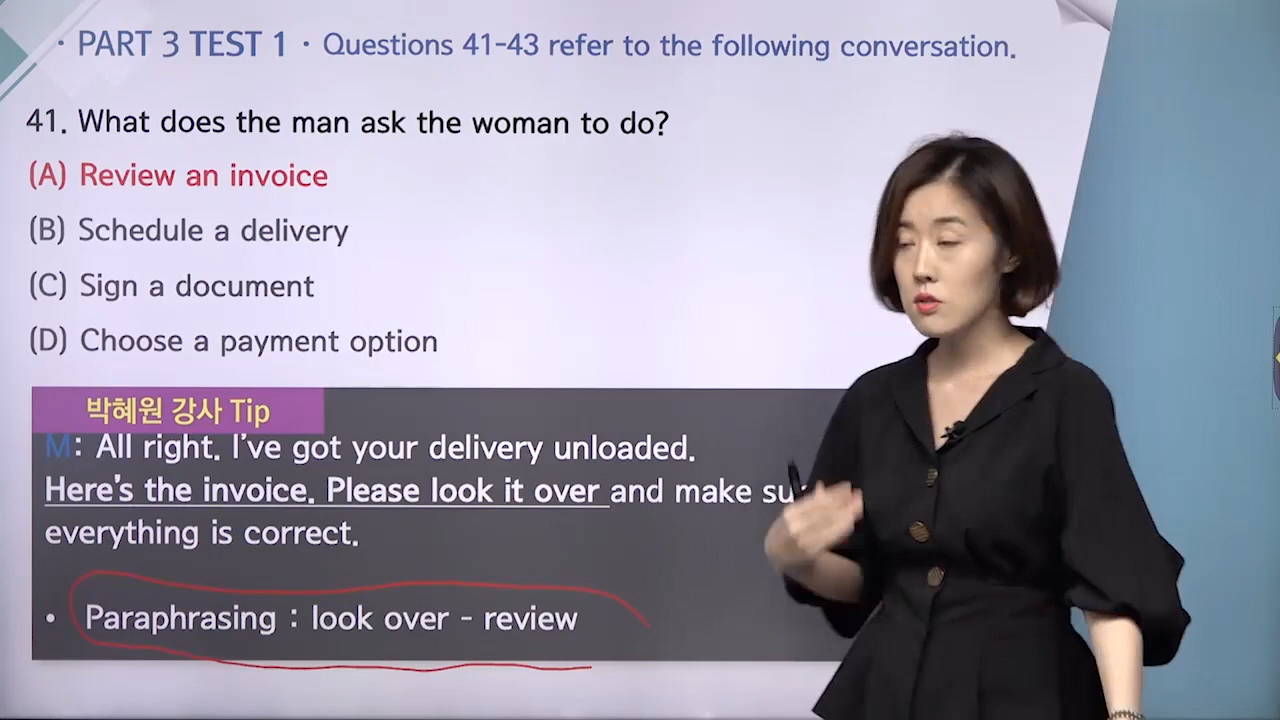 · PART 3 TEST 1 · Questions 41-43 refer to the following conversation.
41. What does the man ask the woman to do?
(A) Review an invoice
(B) Schedule a delivery
(C) Sign a document
(D) Choose a payment option
박혜원 강사 Tip
M: All right. I've got your delivery unloaded.
Here's the invoice. Please look it over and make
everything is correct.
• Paraphrasing : look over - review